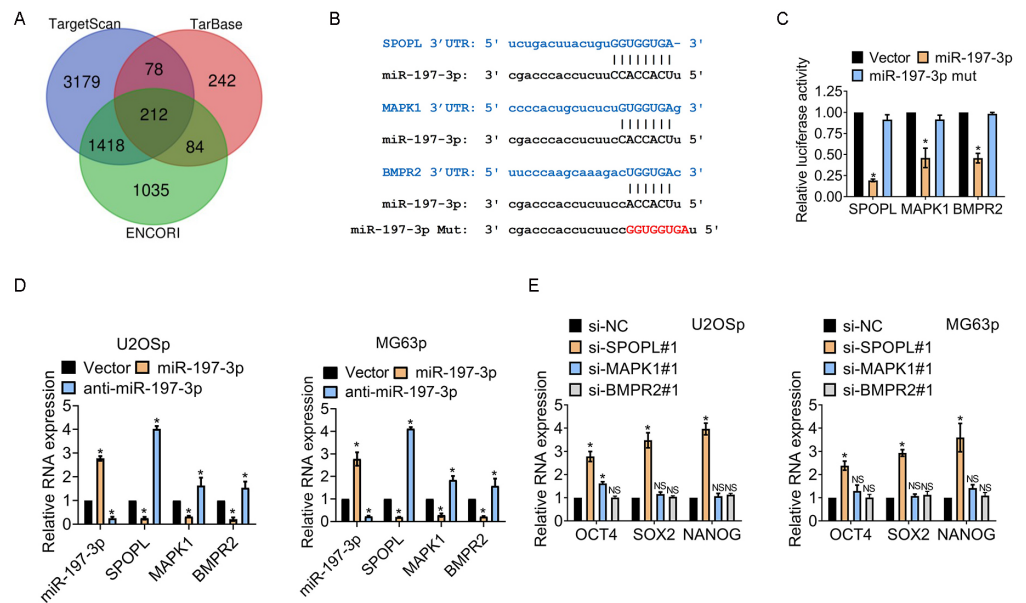 A
TargetScan
TarBase
3179
78
242
212
1418
84
1035
ENCORI
B
SPOPL 3'UTR: 5' ucugacuuacuguGGUGGUGA- 3'
miR-197-3p: 3' cgacccaccucuuCCACCACUu 5'
MAPK1 3'UTR: 5' ccccacugcucucuGUGGUGAg 3'
miR-197-3p: 3' cgacccaccucuucCACCACUu 5'
BMPR2 3'UTR: 5' uucccaagcaaagacUGGUGAc 3'
miR-197-3p: 3' cgacccaccucuuccACCACUu 5'
miR-197-3p Mut: 3' cgacccaccucuuccGGUGGUGAu 5'
C
Vector miR-197-3p
miR-197-3p mut
Relative luciferase activity
1.25
1.00
0.75
0.50
0.25
0.00
* * *
SPOPL MAPK1 BMPR2
D
U2OSp
Vector miR-197-3p
anti-miR-197-3p
Relative RNA expression
5
4
3
2
1
0
* * * * * * * *
miR-197-3p SPOPL MAPK1 BMPR2
MG63p
Vector miR-197-3p
anti-miR-197-3p
Relative RNA expression
5
4
3
2
1
0
* * * * * * * *
miR-197-3p SPOPL MAPK1 BMPR2
E
U2OSp
si-NC
si-SPOPL#1
si-MAPK1#1
si-BMPR2#1
Relative RNA expression
5
4
3
2
1
0
* * NS * NS NS * NS NS
OCT4 SOX2 NANOG
MG63p
si-NC
si-SPOPL#1
si-MAPK1#1
si-BMPR2#1
Relative RNA expression
5
4
3
2
1
0
* NS NS * NS NS * NS NS
OCT4 SOX2 NANOG